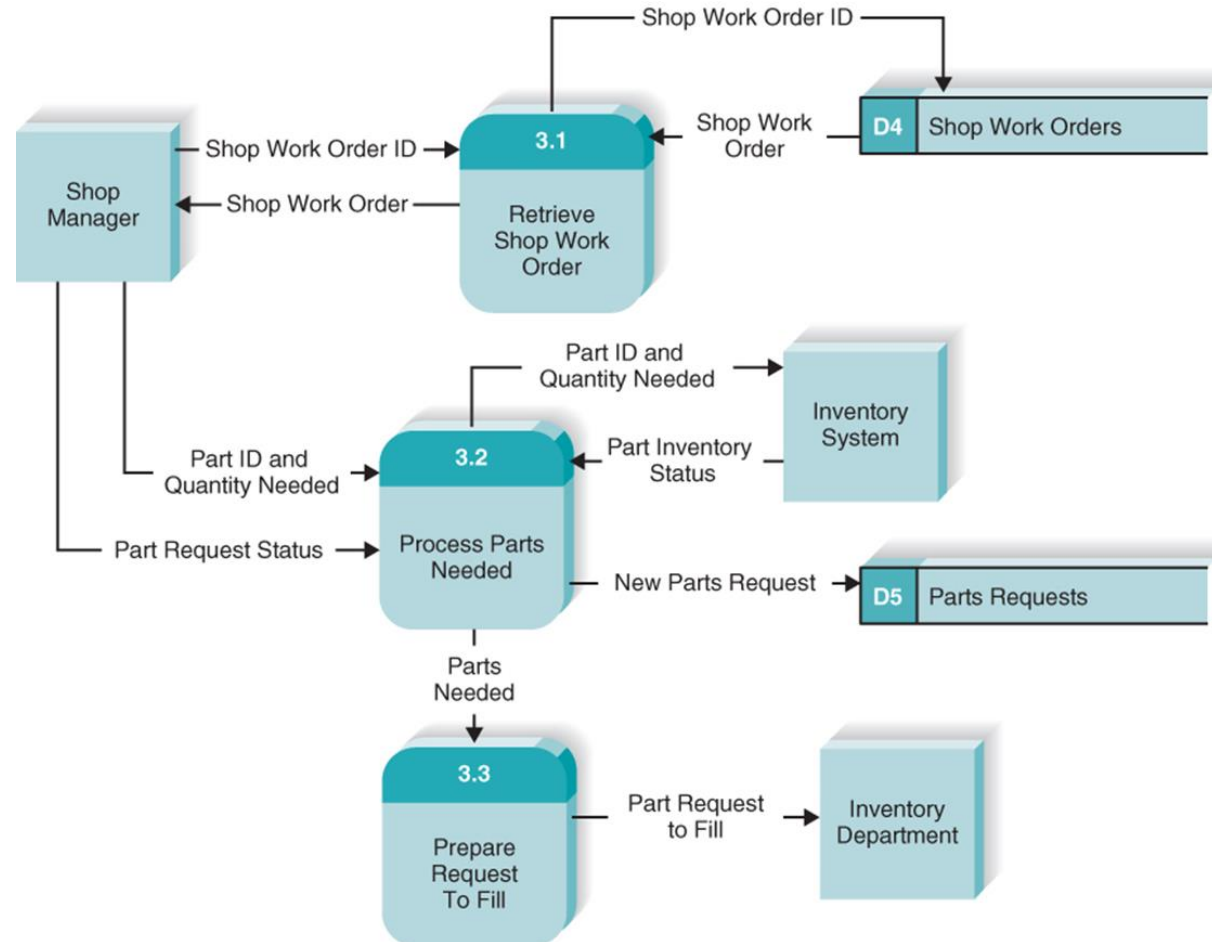 Shop Work Order ID
D4 Shop Work Orders
Shop Work
Order
3.1
Shop Work Order ID
Shop
Manager
Shop Work Order
Retrieve
Shop Work
Order
Part ID and
Quantity Needed
Inventory
System
3.2
Part Inventory
Status
Part ID and
Quantity Needed
Part Request Status
Process Parts
Needed
New Parts Request
D5 Parts Requests
Parts
Needed
3.3
Part Request
to Fill
Inventory
Department
Prepare
Request
To Fill